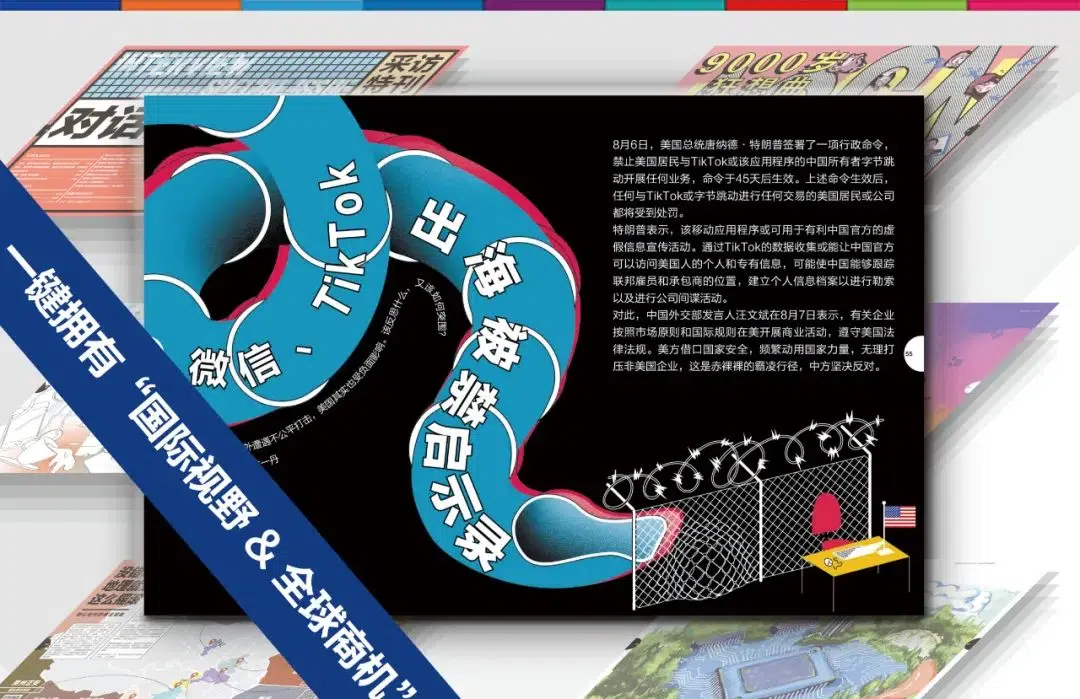 采访
特刊
对话
9000岁
狂想曲
微信、TikTok
出海被禁启示录
该反思什么，又该如何突围？
外遭遇不公平打击，美国其实也受负面影响。
一丹
8月6日，美国总统唐纳德·特朗普签署了一项行政命令，
禁止美国居民与TikTok或该应用程序的中国所有者字节跳
动开展任何业务，命令于45天后生效。上述命令生效后，
任何与TikTok或字节跳动进行任何交易的美国居民或公司
都将受到处罚。
特朗普表示，该移动应用程序或可用于有利中国官方的虚
假信息宣传活动。通过TikTok的数据收集或能让中国官方
可以访问美国人的个人和专有信息，可能使中国能够跟踪
联邦雇员和承包商的位置，建立个人信息档案以进行勒索
以及进行公司间谍活动。
对此，中国外交部发言人汪文斌在8月7日表示，有关企业
按照市场原则和国际规则在美开展商业活动，遵守美国法
律法规。美方借口国家安全，频繁动用国家力量，无理打
压非美国企业，这是赤裸裸的霸凌行径，中方坚决反对。
55
一键拥有“国际视野 & 全球商机”